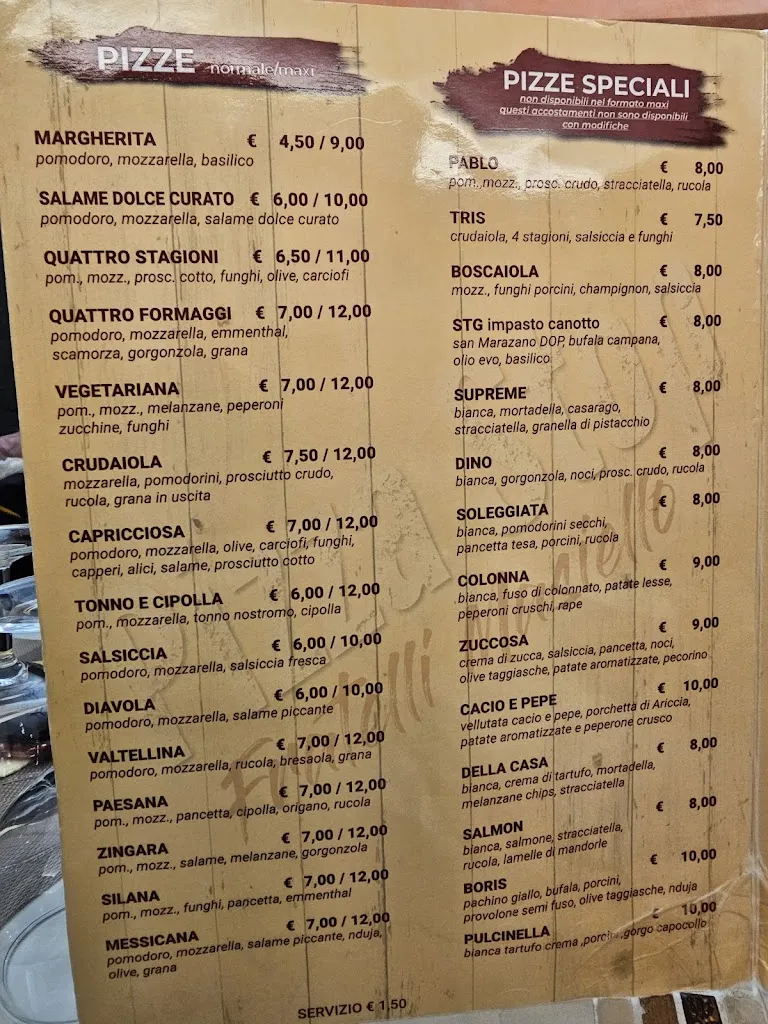 PIZZE normale/maxi
MARGHERITA € 4,50 / 9,00
pomodoro, mozzarella, basilico
SALAME DOLCE CURATO € 6,00 / 10,00
pomodoro, mozzarella, salame dolce curato
QUATTRO STAGIONI € 6,50 / 11,00
pom., mozz., prosc. cotto, funghi, olive, carciofi
QUATTRO FORMAGGI € 7,00 / 12,00
pomodoro, mozzarella, emmenthal,
scamorza, gorgonzola, grana
VEGETARIANA € 7,00 / 12,00
pom., mozz., melanzane, peperoni
zucchine, funghi
CRUDAIOLA € 7,50 / 12,00
mozzarella, pomodorini, prosciutto crudo,
rucola, grana in uscita
CAPRICCIOSA € 7,00 / 12,00
pomodoro, mozzarella, olive, carciofi, funghi,
capperi, alici, salame, prosciutto cotto
TONNO E CIPOLLA € 6,00 / 12,00
pom., mozzarella, tonno nostromo, cipolla
SALSICCIA € 6,00 / 10,00
pomodoro, mozzarella, salsiccia fresca
DIAVOLA € 6,00 / 10,00
pomodoro, mozzarella, salame piccante
VALTELLINA € 7,00 / 12,00
pomodoro, mozzarella, rucola, bresaola, grana
PAESANA € 7,00 / 12,00
pom., mozz., pancetta, cipolla, origano, rucola
ZINGARA € 7,00 / 12,00
pom., mozz., salame, melanzane, gorgonzola
SILANA € 7,00 / 12,00
pom., mozz., funghi, pancetta, emmenthal
MESSICANA € 7,00 / 12,00
pomodoro, mozzarella, salame piccante, nduja,
olive, grana
PIZZE SPECIALI
non disponibili nel formato maxi
questi accostamenti non sono disponibili
con modifiche
PABLO € 8,00
pom.,mozz., prosc. crudo, stracciatella, rucola
TRIS € 7,50
crudaiola, 4 stagioni, salsiccia e funghi
BOSCAIOLA € 8,00
mozz., funghi porcini, champignon, salsiccia
STG impasto canotto € 8,00
san Marazano DOP, bufala campana,
olio evo, basilico
SUPREME € 8,00
bianca, mortadella, casarago,
stracciatella, granella di pistacchio
DINO € 8,00
bianca, gorgonzola, noci, prosc. crudo, rucola
SOLEGGIATA € 8,00
bianca, pomodorini secchi,
pancetta tesa, porcini, rucola
COLONNA € 9,00
bianca, fuso di colonnato, patate lesse,
peperoni cruschi, rape
ZUCCOSA € 9,00
crema di zucca, salsiccia, pancetta, noci,
olive taggiasche, patate aromatizzate, pecorino
CACIO E PEPE € 10,00
vellutata cacio e pepe, porchetta di Ariccia,
patate aromatizzate e peperone crusco
DELLA CASA € 8,00
bianca, crema di tartufo, mortadella,
melanzane chips, stracciatella
SALMON € 8,00
bianca, salmone, stracciatella,
rucola, lamelle di mandorle
BORIS € 10,00
pachino giallo, bufala, porcini,
provolone semi fuso, olive taggiasche, nduja
PULCINELLA € 10,00
bianca tartufo crema ,porcini ,gorgo capocollo
SERVIZIO € 1,50